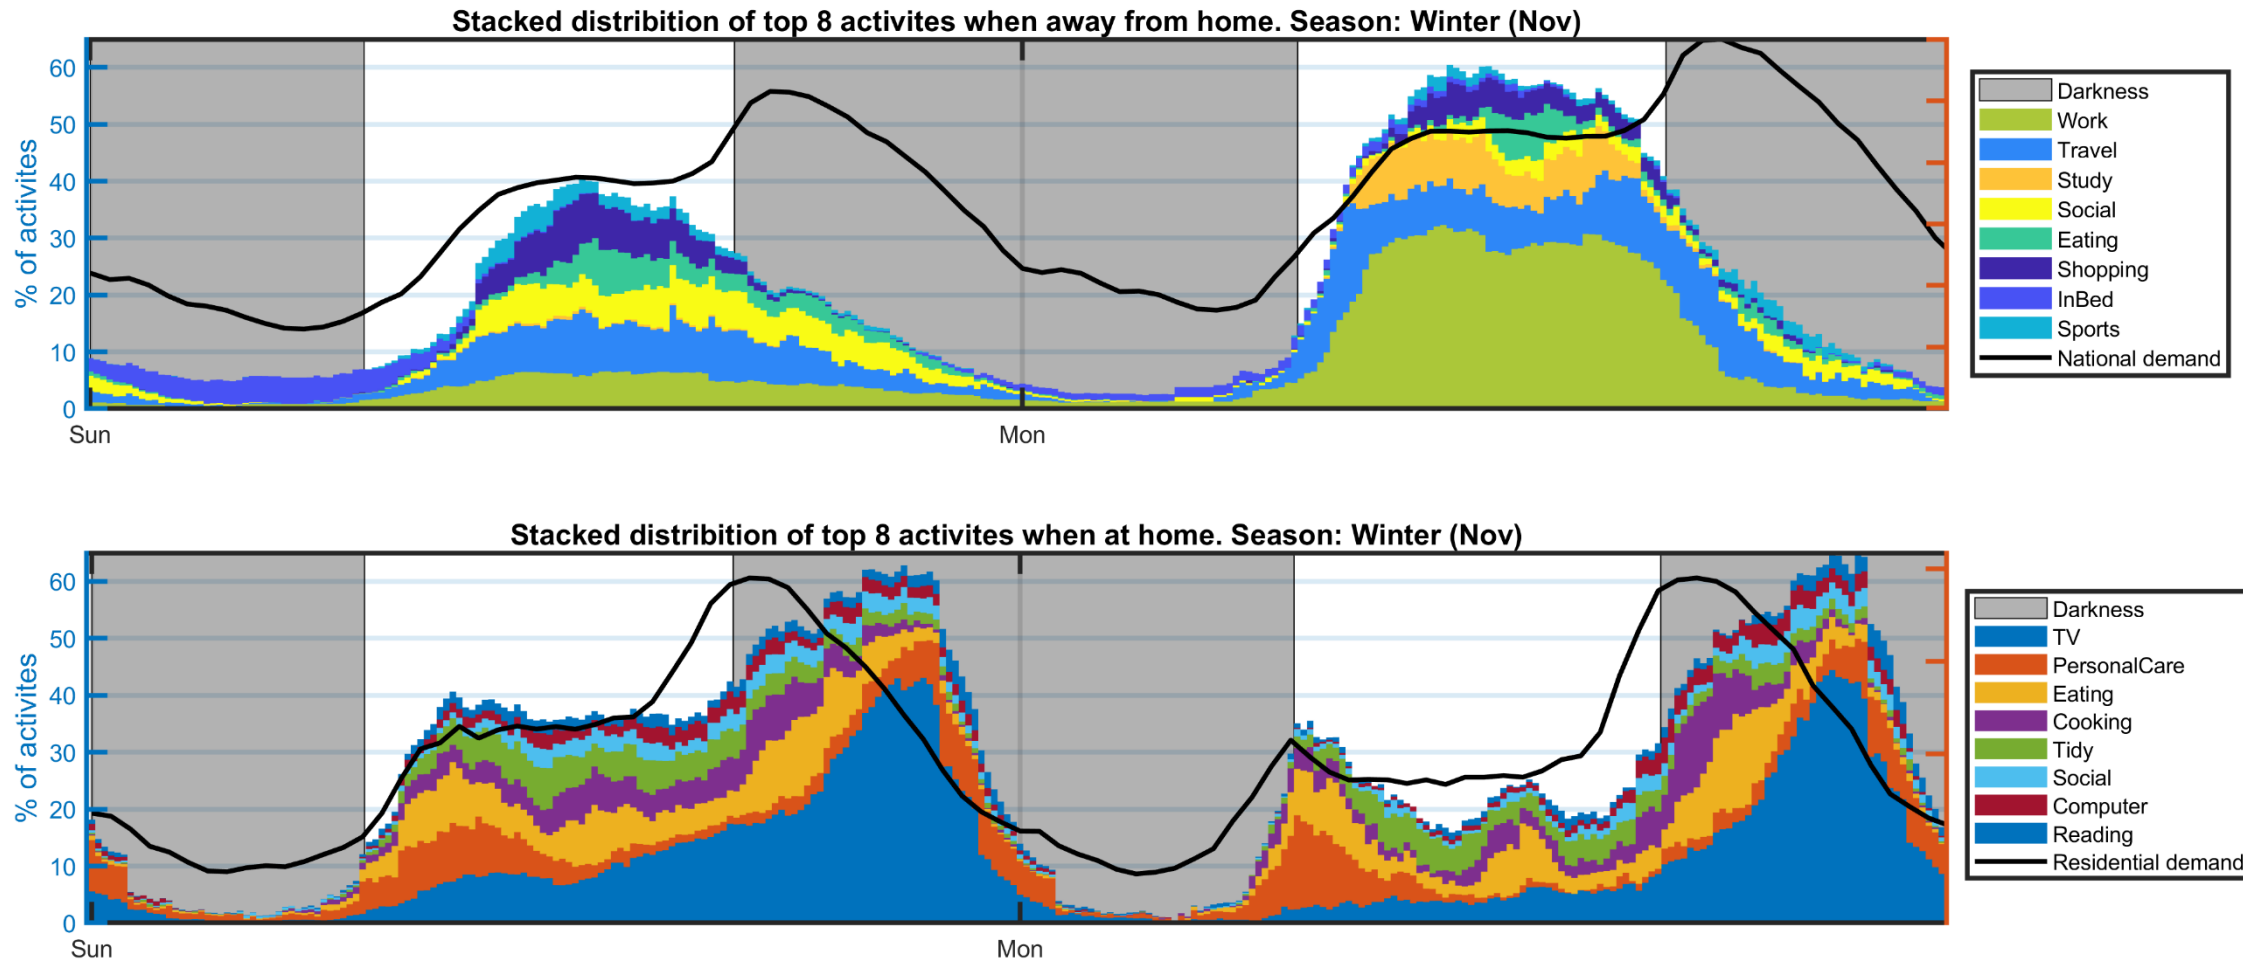 Stacked distribition of top 8 activites when away from home. Season: Winter (Nov)
% of activites
60
50
40
30
20
10
0
Sun
Mon
Darkness
Work
Travel
Study
Social
Eating
Shopping
InBed
Sports
National demand
Stacked distribition of top 8 activites when at home. Season: Winter (Nov)
% of activites
60
50
40
30
20
10
0
Sun
Mon
Darkness
TV
PersonalCare
Eating
Cooking
Tidy
Social
Computer
Reading
Residential demand